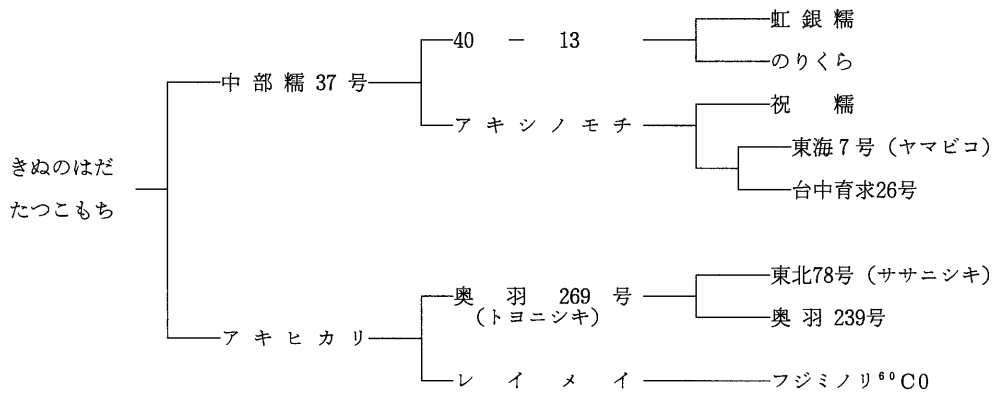 虹銀糯
40 － 13
のりくら
中部糯37号
祝糯
アキシノモチ
東海7号（ヤマビコ）
きぬのはだ
台中育求26号
たつこもち
東北78号（ササニシキ）
奥羽269号
（トヨニシキ）
奥羽239号
アキヒカリ
レイメイ
フジミノリ⁶⁰C0